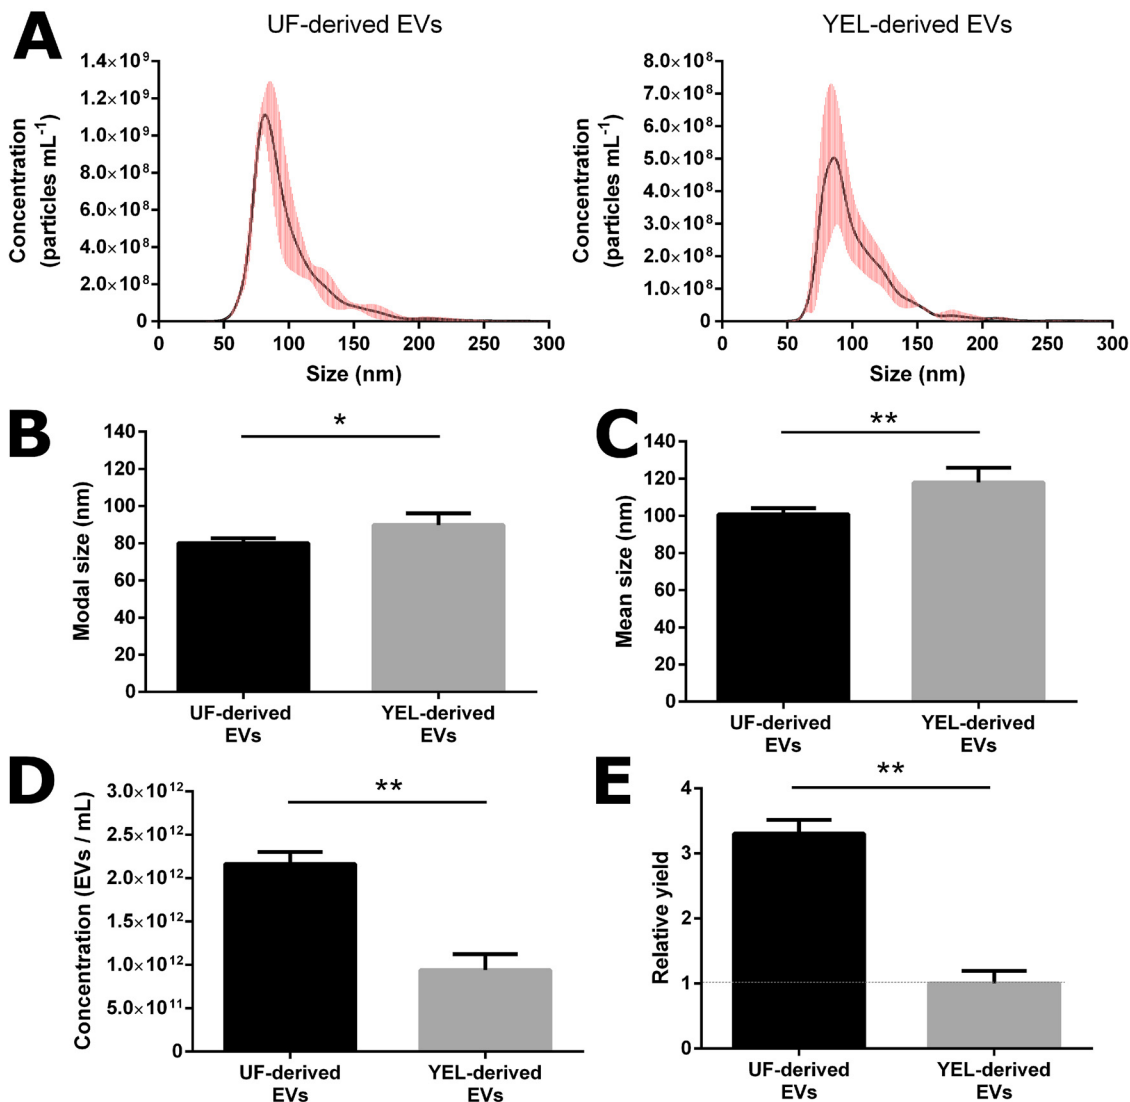 A
UF-derived EVs
YEL-derived EVs
Concentration
(particles mL⁻¹)
1.4×10⁹
1.2×10⁹
1.0×10⁹
8.0×10⁸
6.0×10⁸
4.0×10⁸
2.0×10⁸
0
0 50 100 150 200 250 300
Size (nm)
Concentration
(particles mL⁻¹)
8.0×10⁸
7.0×10⁸
6.0×10⁸
5.0×10⁸
4.0×10⁸
3.0×10⁸
2.0×10⁸
1.0×10⁸
0
0 50 100 150 200 250 300
Size (nm)
B
*
Modal size (nm)
140
120
100
80
60
40
20
0
UF-derived
EVs
YEL-derived
EVs
C
**
Mean size (nm)
140
120
100
80
60
40
20
0
UF-derived
EVs
YEL-derived
EVs
D
**
Concentration (EVs / mL)
3.0×10¹²
2.5×10¹²
2.0×10¹²
1.5×10¹²
1.0×10¹²
5.0×10¹¹
0
UF-derived
EVs
YEL-derived
EVs
E
**
Relative yield
4
3
2
1
0
UF-derived
EVs
YEL-derived
EVs